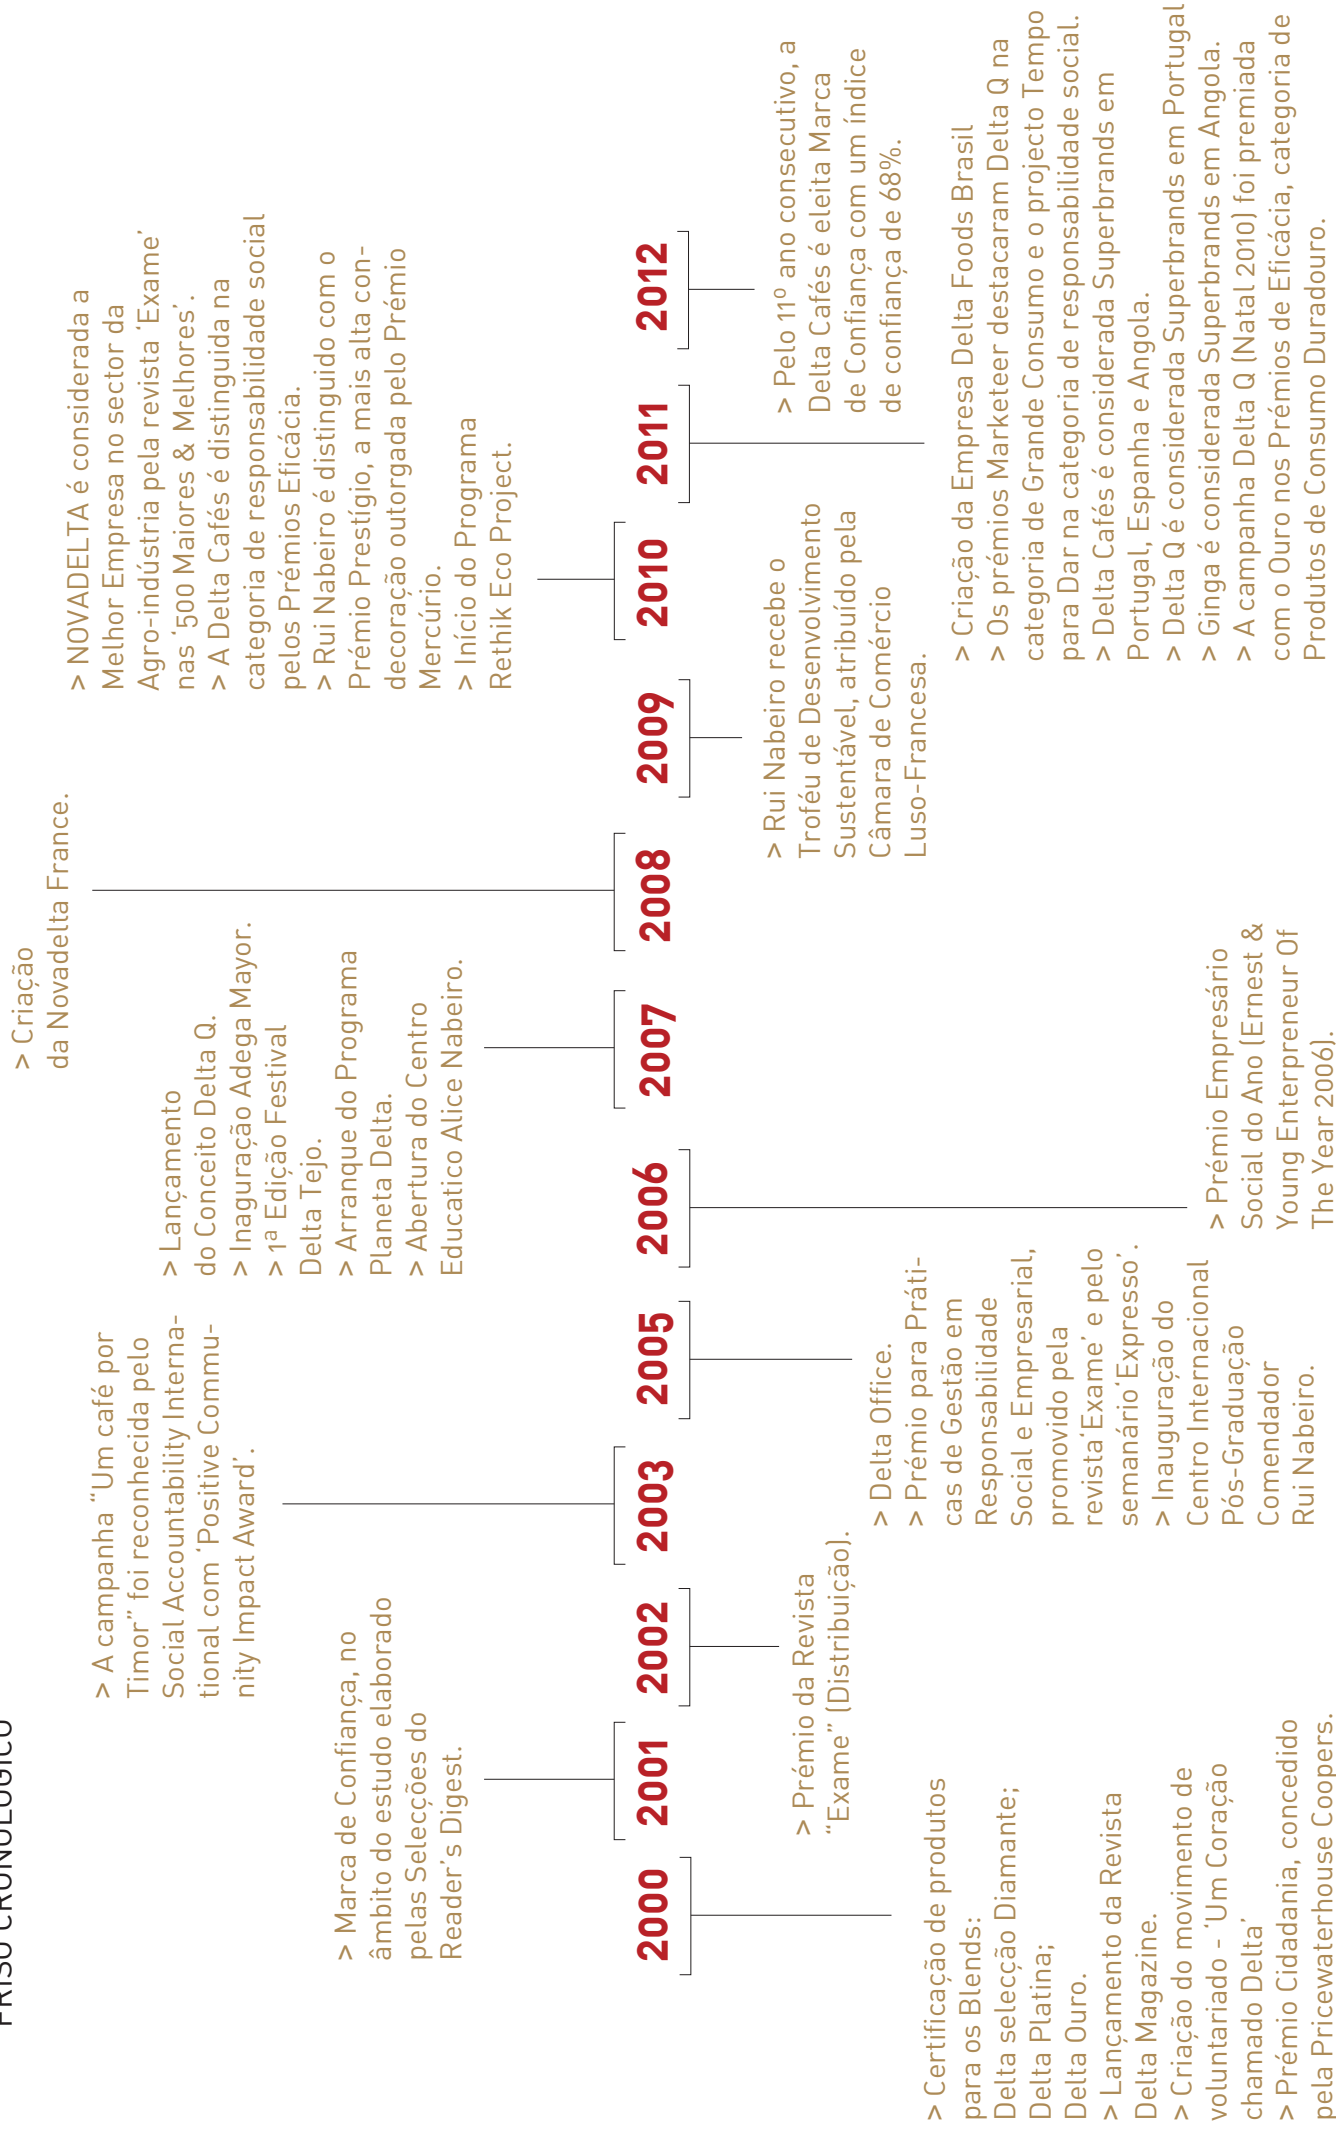 FRISO CRONOLÓGICO
2000
> Certificação de produtos
para os Blends:
Delta selecção Diamante;
Delta Platina;
Delta Ouro.
> Lançamento da Revista
Delta Magazine.
> Criação do movimento de
voluntariado - ‘Um Coração
chamado Delta’
> Prémio Cidadania, concedido
pela Pricewaterhouse Coopers.
2001
> Marca de Confiança, no
âmbito do estudo elaborado
pelas Selecções do
Reader’s Digest.
2002
> Prémio da Revista
“Exame” (Distribuição).
2003
> A campanha “Um café por
Timor” foi reconhecida pelo
Social Accountability Interna-
tional com ‘Positive Commu-
nity Impact Award’.
2005
> Delta Office.
> Prémio para Práti-
cas de Gestão em
Responsabilidade
Social e Empresarial,
promovido pela
revista‘Exame’ e pelo
semanário‘Expresso’.
> Inauguração do
Centro Internacional
Pós-Graduação
Comendador
Rui Nabeiro.
2006
> Prémio Empresário
Social do Ano (Ernest &
Young Enterpreneur Of
The Year 2006).
2007
> Lançamento
do Conceito Delta Q.
> Inaguração Adega Mayor.
> 1ª Edição Festival
Delta Tejo.
> Arranque do Programa
Planeta Delta.
> Abertura do Centro
Educatico Alice Nabeiro.
2008
> Criação
da Novadelta France.
2009
> Rui Nabeiro recebe o
Troféu de Desenvolvimento
Sustentável, atribuído pela
Câmara de Comércio
Luso-Francesa.
2010
> NOVADELTA é considerada a
Melhor Empresa no sector da
Agro-indústria pela revista ‘Exame’
nas ‘500 Maiores & Melhores’.
> A Delta Cafés é distinguida na
categoria de responsabilidade social
pelos Prémios Eficácia.
> Rui Nabeiro é distinguido com o
Prémio Prestígio, a mais alta con-
decoração outorgada pelo Prémio
Mercúrio.
> Início do Programa
Rethik Eco Project.
2011
> Criação da Empresa Delta Foods Brasil
> Os prémios Marketeer destacaram Delta Q na
categoria de Grande Consumo e o projecto Tempo
para Dar na categoria de responsabilidade social.
> Delta Cafés é considerada Superbrands em
Portugal, Espanha e Angola.
> Delta Q é considerada Superbrands em Portugal
> Ginga é considerada Superbrands em Angola.
> A campanha Delta Q (Natal 2010) foi premiada
com o Ouro nos Prémios de Eficácia, categoria de
Produtos de Consumo Duradouro.
2012
> Pelo 11º ano consecutivo, a
Delta Cafés é eleita Marca
de Confiança com um índice
de confiança de 68%.